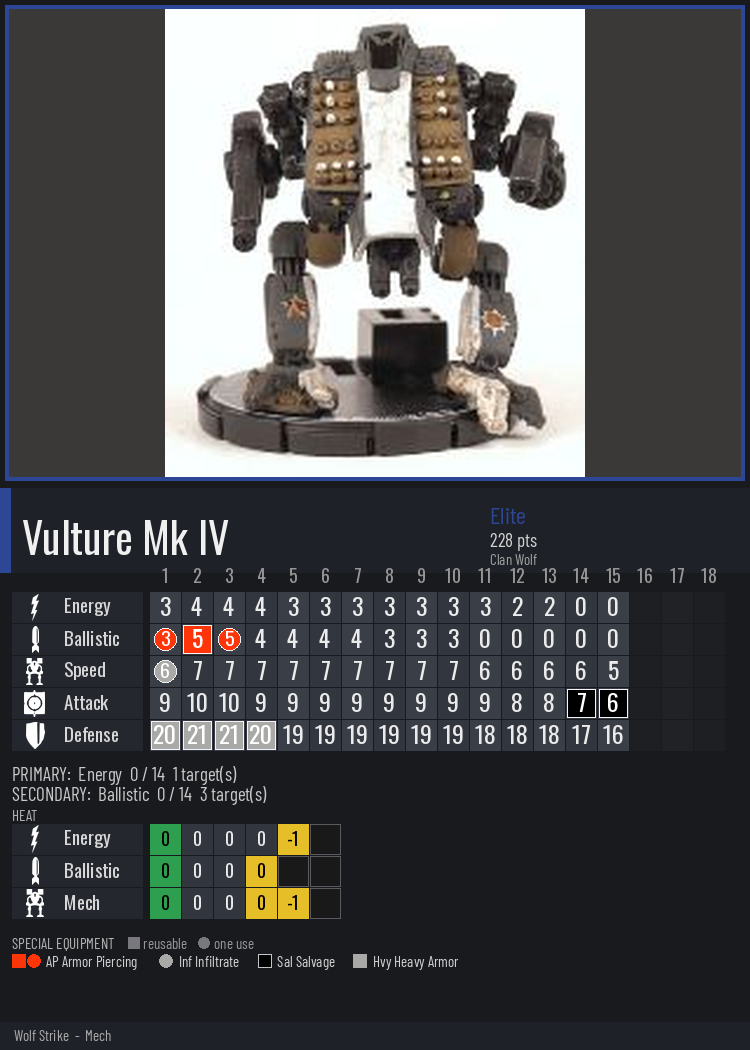 Vulture Mk IV
Elite
228 pts
Clan Wolf
1 2 3 4 5 6 7 8 9 10 11 12 13 14 15 16 17 18
Energy 3 4 4 4 3 3 3 3 3 3 3 2 2 0 0
Ballistic 3 5 5 4 4 4 4 3 3 3 0 0 0 0 0
Speed 6 7 7 7 7 7 7 7 7 7 6 6 6 6 5
Attack 9 10 10 9 9 9 9 9 9 9 9 8 8 7 6
Defense 20 21 21 20 19 19 19 19 19 19 18 18 18 17 16
PRIMARY: Energy 0 / 14 1 target(s)
SECONDARY: Ballistic 0 / 14 3 target(s)
HEAT
Energy 0 0 0 0 -1
Ballistic 0 0 0 0
Mech 0 0 0 0 -1
SPECIAL EQUIPMENT reusable one use
AP Armor Piercing Inf Infiltrate Sal Salvage Hvy Heavy Armor
Wolf Strike - Mech